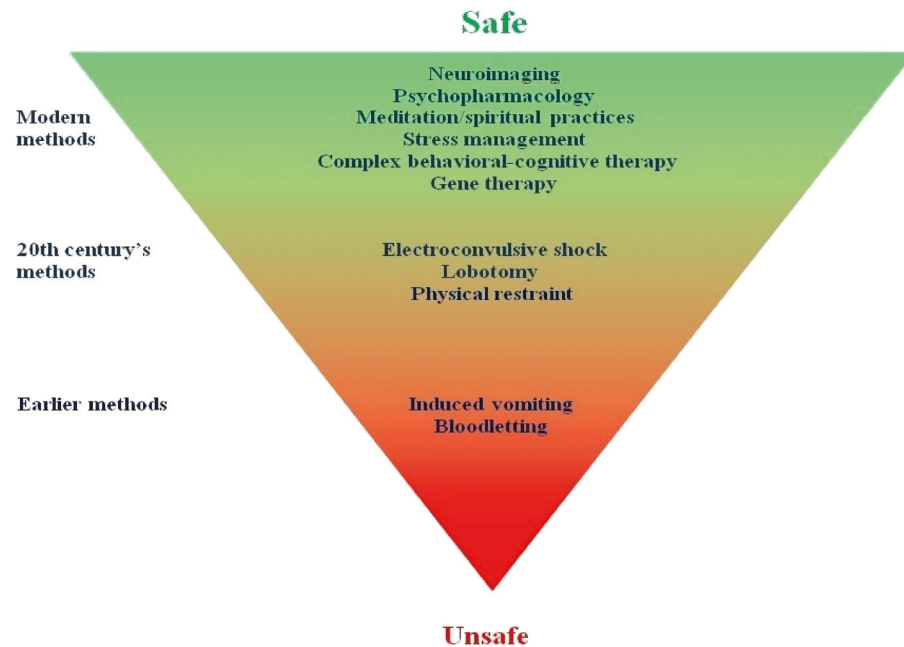 Safe
Neuroimaging
Psychopharmacology
Modern
methods
Meditation/spiritual practices
Stress management
Complex behavioral-cognitive therapy
Gene therapy
20th century’s
methods
Electroconvulsive shock
Lobotomy
Physical restraint
Earlier methods
Induced vomiting
Bloodletting
Unsafe